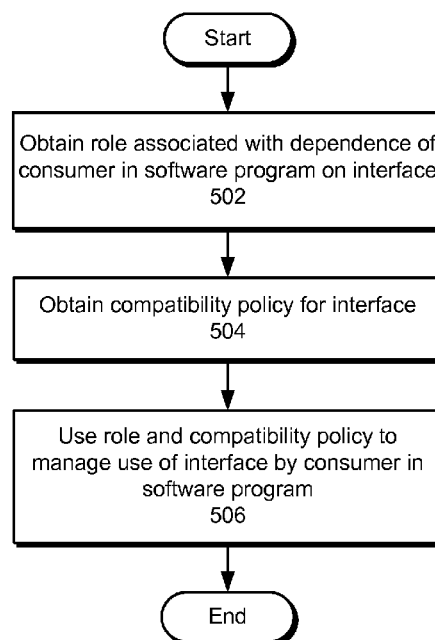 Start
Obtain role associated with dependence of
consumer in software program on interface
502
Obtain compatibility policy for interface
504
Use role and compatibility policy to
manage use of interface by consumer in
software program
506
End